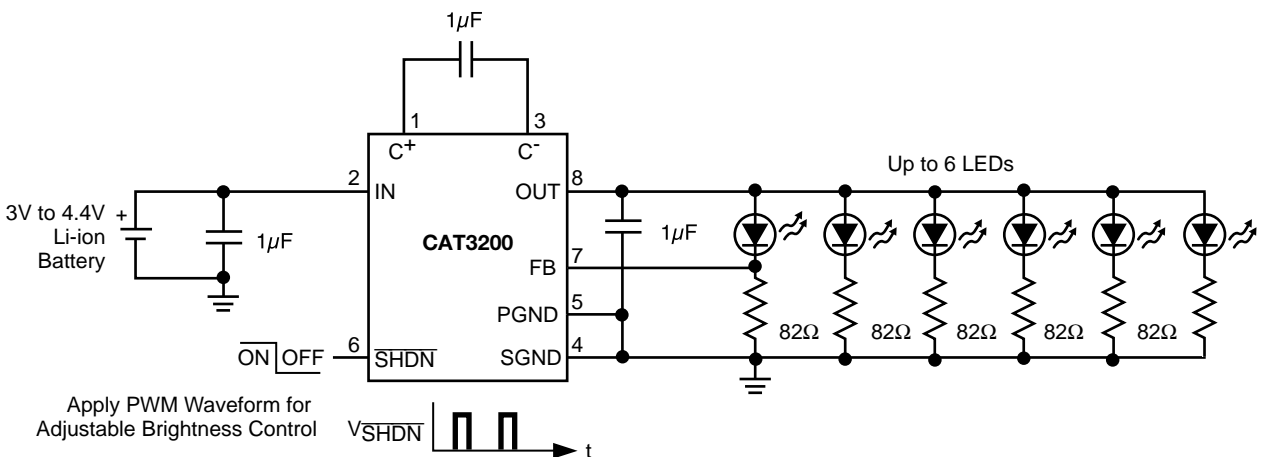 1µF
1
3
C+
C-
Up to 6 LEDs
2
IN
OUT
8
3V to 4.4V
Li-ion
Battery
+
1µF
CAT3200
1µF
FB
7
PGND
5
82Ω
82Ω
82Ω
82Ω
82Ω
ON OFF
6
SHDN
SGND
4
Apply PWM Waveform for
Adjustable Brightness Control
VSHDN
t